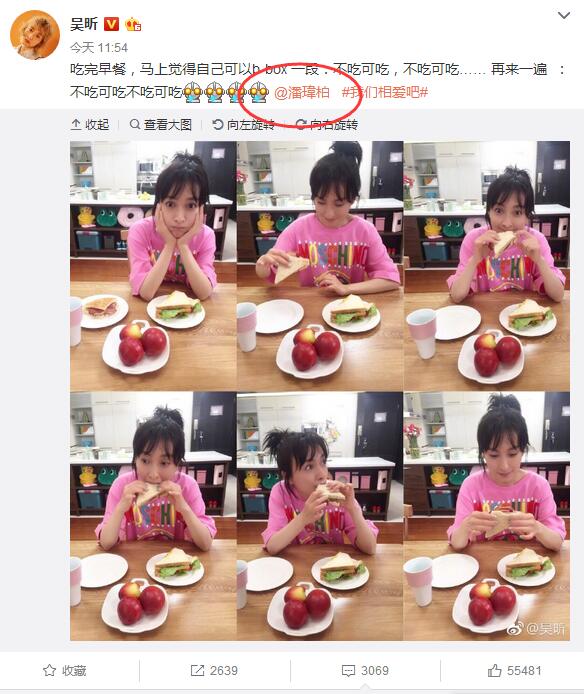 吴昕
今天 11:54
吃完早餐，马上觉得自己可以b-box 一段：不吃可吃，不吃可吃…… 再来一遍 ：
不吃可吃不吃可吃 @潘玮柏 #我们相爱吧#
收起 查看大图 向左旋转 向右旋转
MOSCHINO
@吴昕
收藏 2639 3069 55481